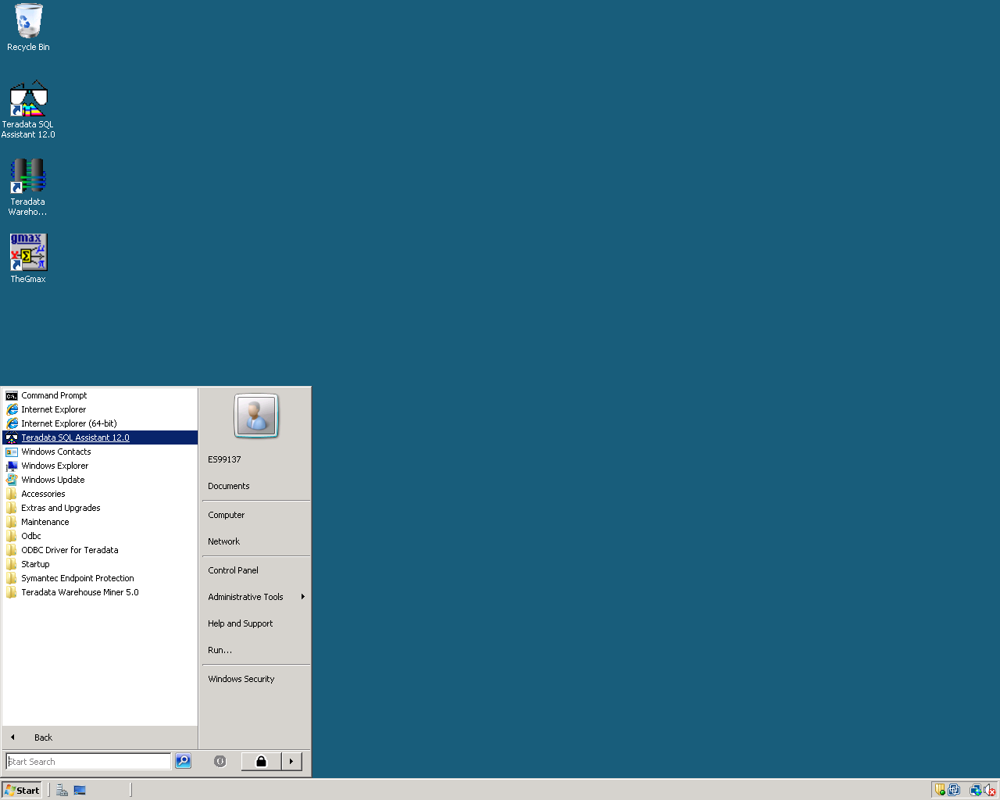 Recycle Bin
Teradata SQL
Assistant 12.0
Teradata
Wareho...
gmax
TheGmax
Command Prompt
Internet Explorer
Internet Explorer (64-bit)
Teradata SQL Assistant 12.0
Windows Contacts
Windows Explorer
Windows Update
Accessories
Extras and Upgrades
Maintenance
Odbc
ODBC Driver for Teradata
Startup
Symantec Endpoint Protection
Teradata Warehouse Miner 5.0
Back
Start Search
ES99137
Documents
Computer
Network
Control Panel
Administrative Tools
Help and Support
Run...
Windows Security
Start